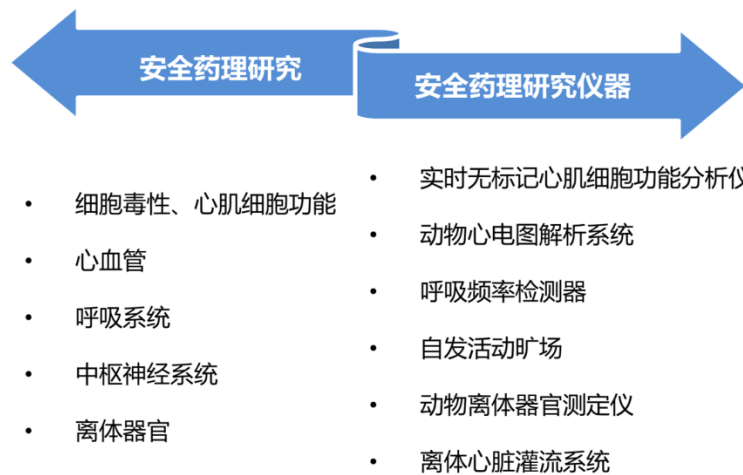 安全药理研究
安全药理研究仪器
• 细胞毒性、心肌细胞功能
• 心血管
• 呼吸系统
• 中枢神经系统
• 离体器官
• 实时无标记心肌细胞功能分析仪
• 动物心电图解析系统
• 呼吸频率检测器
• 自发活动旷场
• 动物离体器官测定仪
• 离体心脏灌流系统